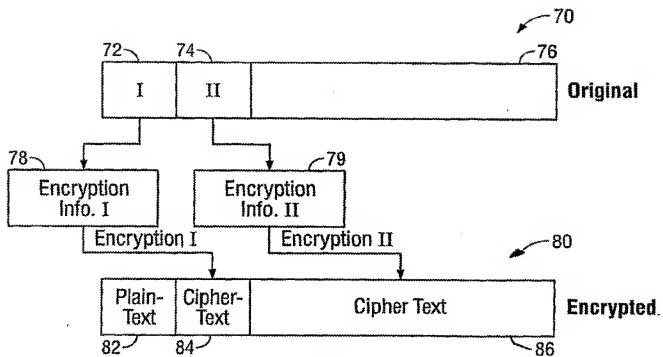 70
72 74 76
I II Original
78 79
Encryption Info. I
Encryption Info. II
Encryption I Encryption II
80
Plain-Text
Cipher-Text
Cipher Text
Encrypted
82 84 86